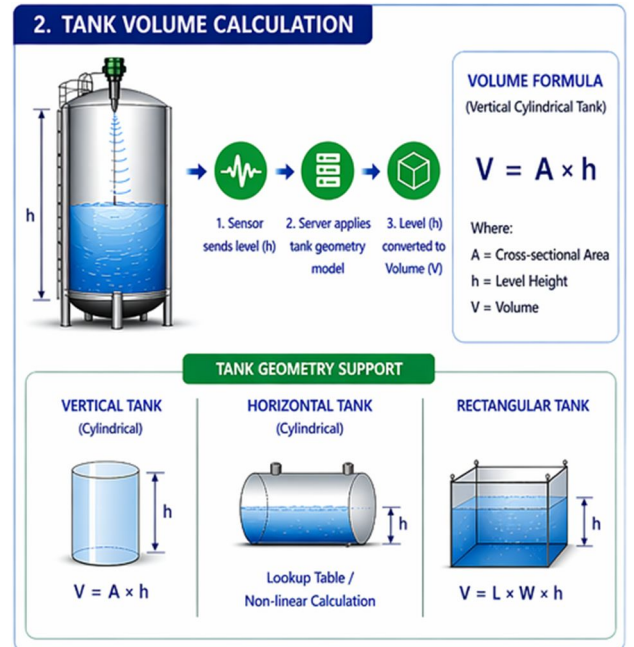 2. TANK VOLUME CALCULATION
h
1. Sensor
sends level (h)
2. Server applies
tank geometry
model
3. Level (h)
converted to
Volume (V)
VOLUME FORMULA
(Vertical Cylindrical Tank)
V = A × h
Where:
A = Cross-sectional Area
h = Level Height
V = Volume
TANK GEOMETRY SUPPORT
VERTICAL TANK
(Cylindrical)
h
V = A × h
HORIZONTAL TANK
(Cylindrical)
h
Lookup Table /
Non-linear Calculation
RECTANGULAR TANK
h
V = L × W × h